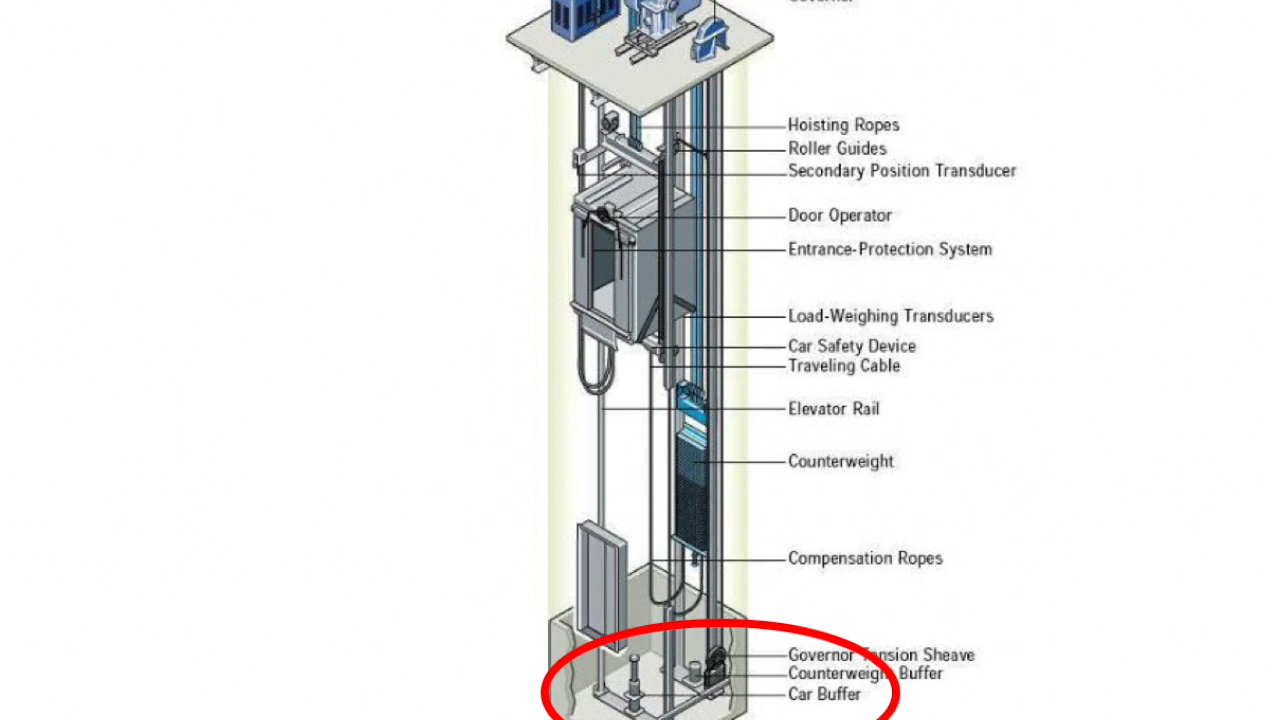 Hoisting Ropes
Roller Guides
Secondary Position Transducer
Door Operator
Entrance-Protection System
Load-Weighing Transducers
Car Safety Device
Traveling Cable
Elevator Rail
Counterweight
Compensation Ropes
Governor Tension Sheave
Counterweight Buffer
Car Buffer